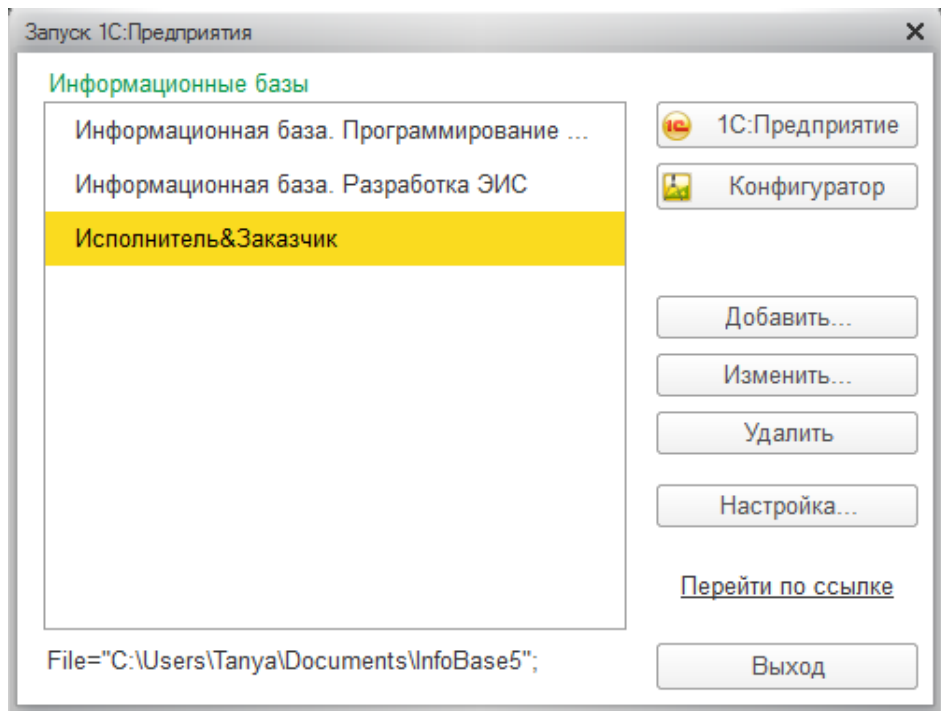 Запуск 1С:Предприятия
Информационные базы
Информационная база. Программирование ...
Информационная база. Разработка ЭИС
Исполнитель&Заказчик
1С:Предприятие
Конфигуратор
Добавить...
Изменить...
Удалить
Настройка...
Перейти по ссылке
File="C:\Users\Tanya\Documents\InfoBase5";
Выход